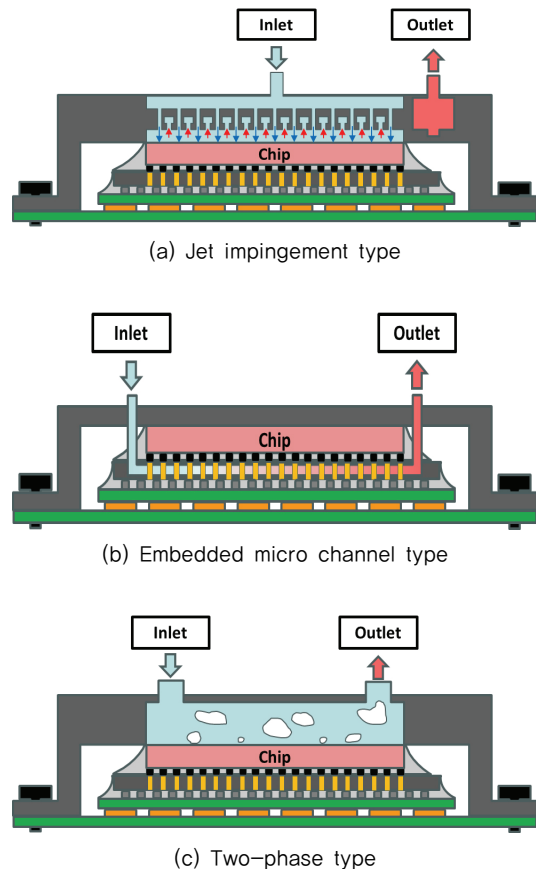 Inlet Outlet
Chip
(a) Jet impingement type
Inlet Outlet
Chip
(b) Embedded micro channel type
Inlet Outlet
Chip
(c) Two-phase type